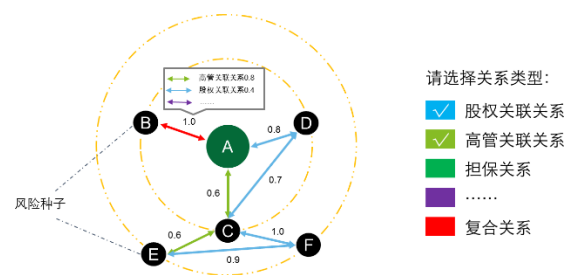 高管关联关系0.8
股权关联关系0.4
……
B
1.0
A
0.8
D
0.6
0.7
风险种子
C
0.6
1.0
E
0.9
F
请选择关系类型:
股权关联关系
高管关联关系
担保关系
……
复合关系